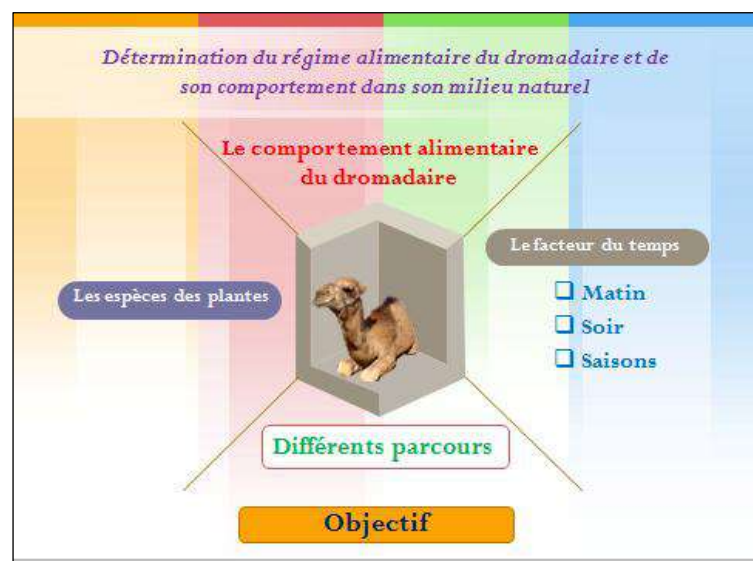 Détermination du régime alimentaire du dromadaire et de
son comportement dans son milieu naturel
Le comportement alimentaire
du dromadaire
Le facteur du temps
Les espèces des plantes
❑ Matin
❑ Soir
❑ Saisons
Différents parcours
Objectif